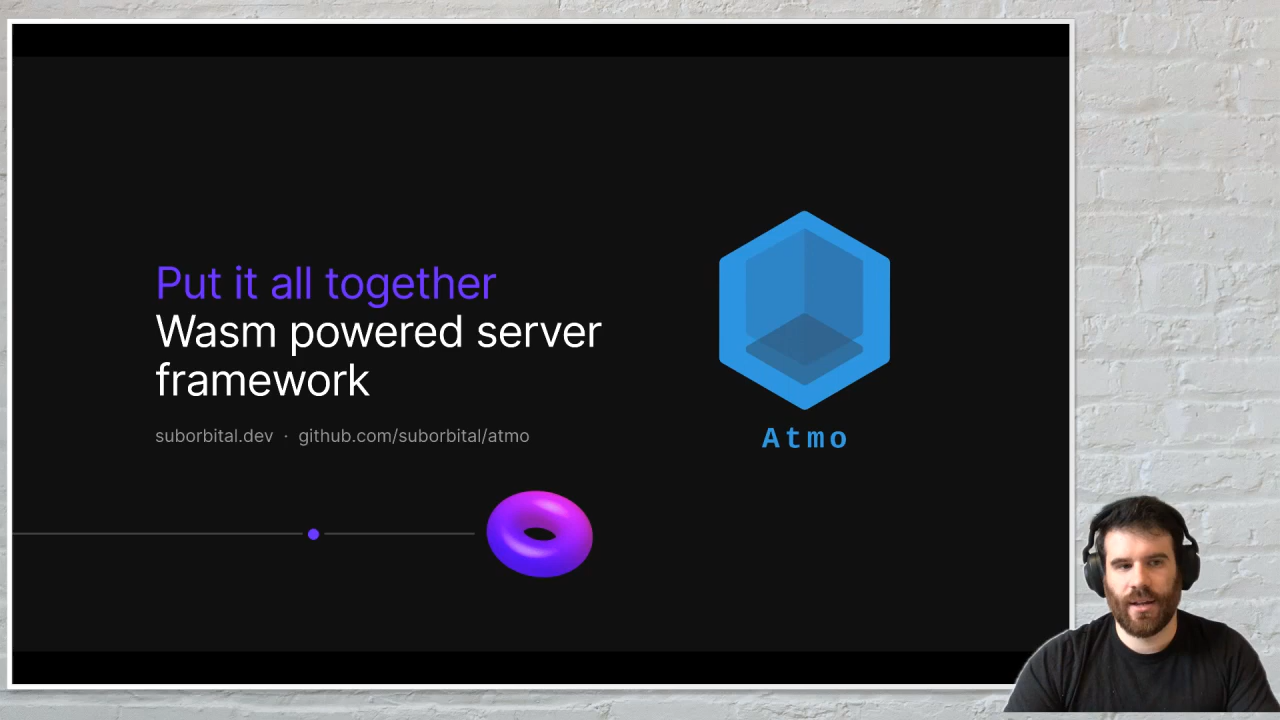 Put it all together
Wasm powered server
framework
suborbital.dev · github.com/suborbital/atmo
Atmo